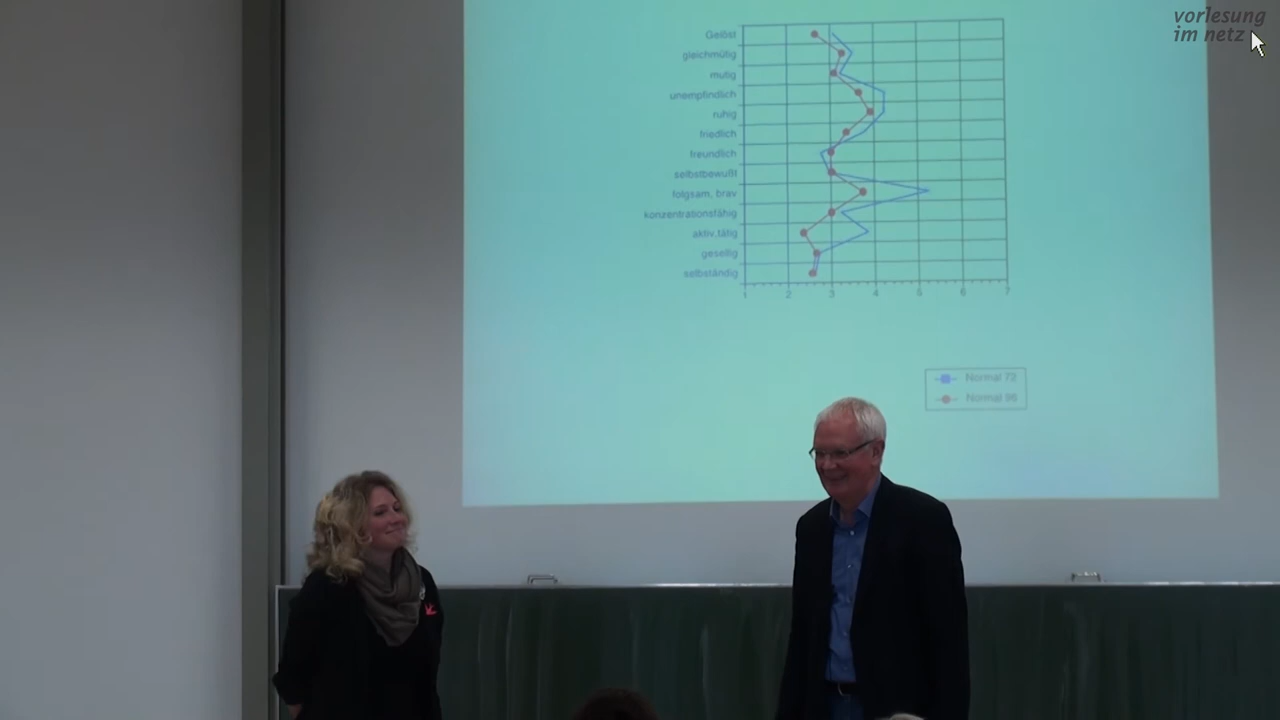 vorlesung
im netz
Gelöst
gleichmütig
mutig
unempfindlich
ruhig
friedlich
freundlich
selbstbewußt
folgsam, brav
konzentrationsfähig
aktiv,tätig
gesellig
selbständig
1 2 3 4 5 6 7
Normal 72
Normal 96